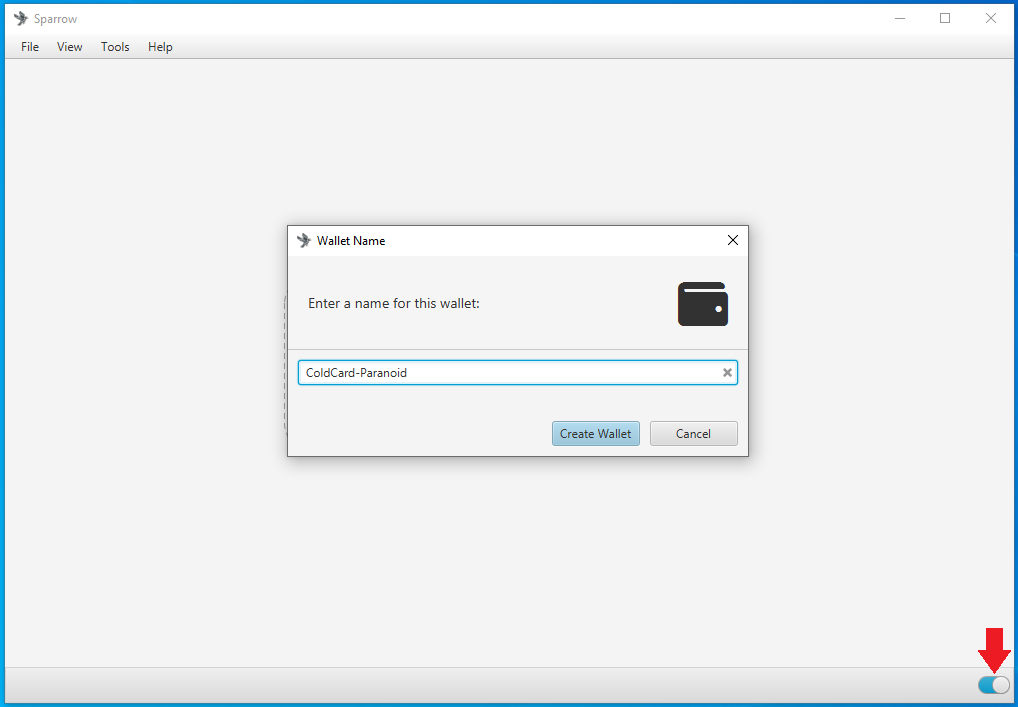 Sparrow
File View Tools Help
Wallet Name
Enter a name for this wallet:
ColdCard-Paranoid
Create Wallet Cancel